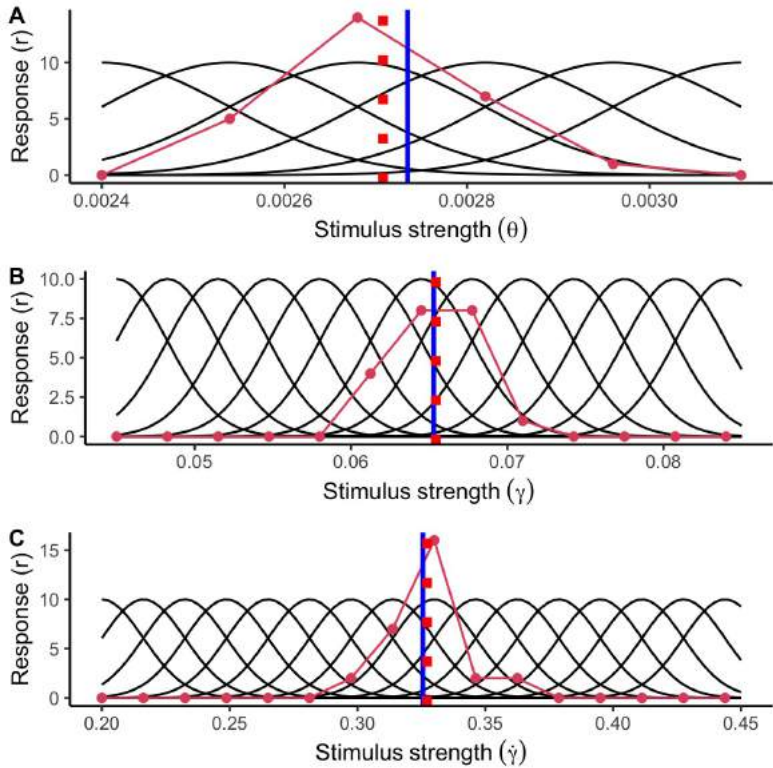 A
Response (r)
10
5
0
0.0024
0.0026
0.0028
0.0030
Stimulus strength (θ)
B
Response (r)
10.0
7.5
5.0
2.5
0.0
0.05
0.06
0.07
0.08
Stimulus strength (γ)
C
Response (r)
15
10
5
0
0.20
0.25
0.30
0.35
0.40
0.45
Stimulus strength (γ̇)